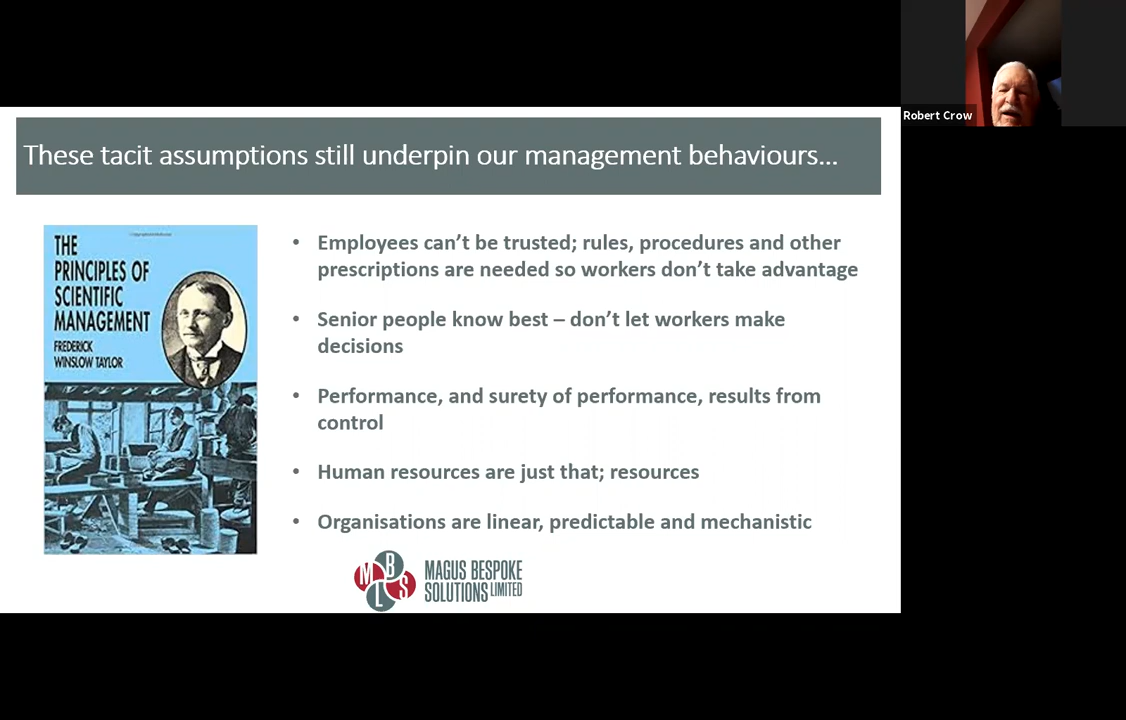 Robert Crow
These tacit assumptions still underpin our management behaviours...
THE
PRINCIPLES OF
SCIENTIFIC
MANAGEMENT
FREDERICK
WINSLOW TAYLOR
• Employees can’t be trusted; rules, procedures and other
prescriptions are needed so workers don’t take advantage
• Senior people know best – don’t let workers make
decisions
• Performance, and surety of performance, results from
control
• Human resources are just that; resources
• Organisations are linear, predictable and mechanistic
M B L S
MAGUS BESPOKE
SOLUTIONS LIMITED